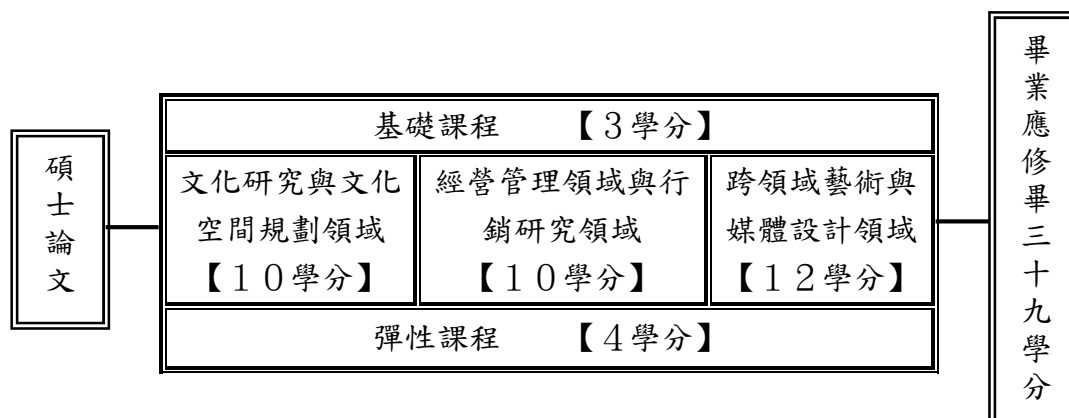 碩士論文
基礎課程 【3學分】
文化研究與文化
空間規劃領域
【10學分】
經營管理領域與行
銷研究領域
【10學分】
跨領域藝術與
媒體設計領域
【12學分】
彈性課程 【4學分】
畢業應修畢三十九學分